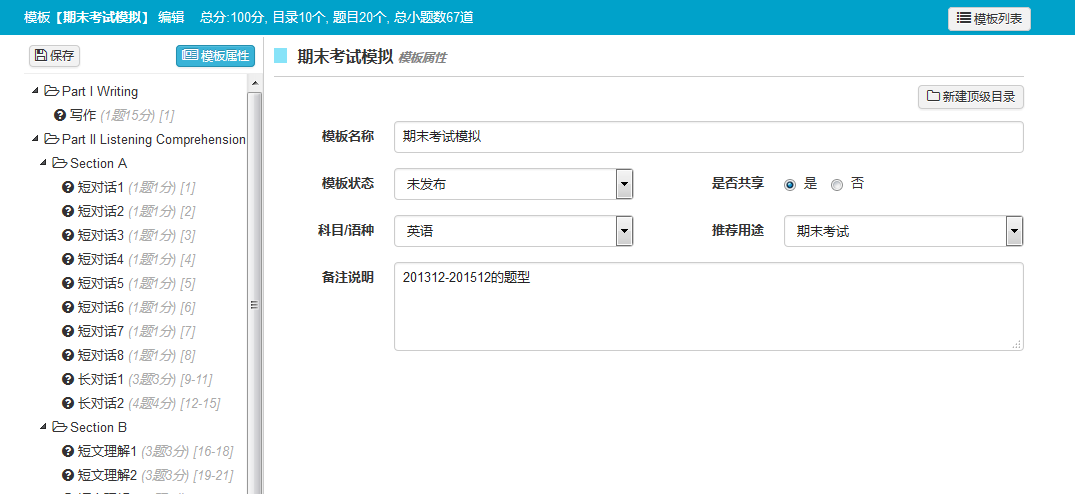 模板【期末考试模拟】 编辑 总分:100分, 目录10个, 题目20个, 总小题数67道
模板列表
保存
模板属性
Part I Writing
写作 (1题15分) [1]
Part II Listening Comprehension
Section A
短对话1 (1题1分) [1]
短对话2 (1题1分) [2]
短对话3 (1题1分) [3]
短对话4 (1题1分) [4]
短对话5 (1题1分) [5]
短对话6 (1题1分) [6]
短对话7 (1题1分) [7]
短对话8 (1题1分) [8]
长对话1 (3题3分) [9-11]
长对话2 (4题4分) [12-15]
Section B
短文理解1 (3题3分) [16-18]
短文理解2 (3题3分) [19-21]
期末考试模拟 模板属性
新建顶级目录
模板名称 期末考试模拟
模板状态 未发布 是否共享 是 否
科目/语种 英语 推荐用途 期末考试
备注说明 201312-201512的题型